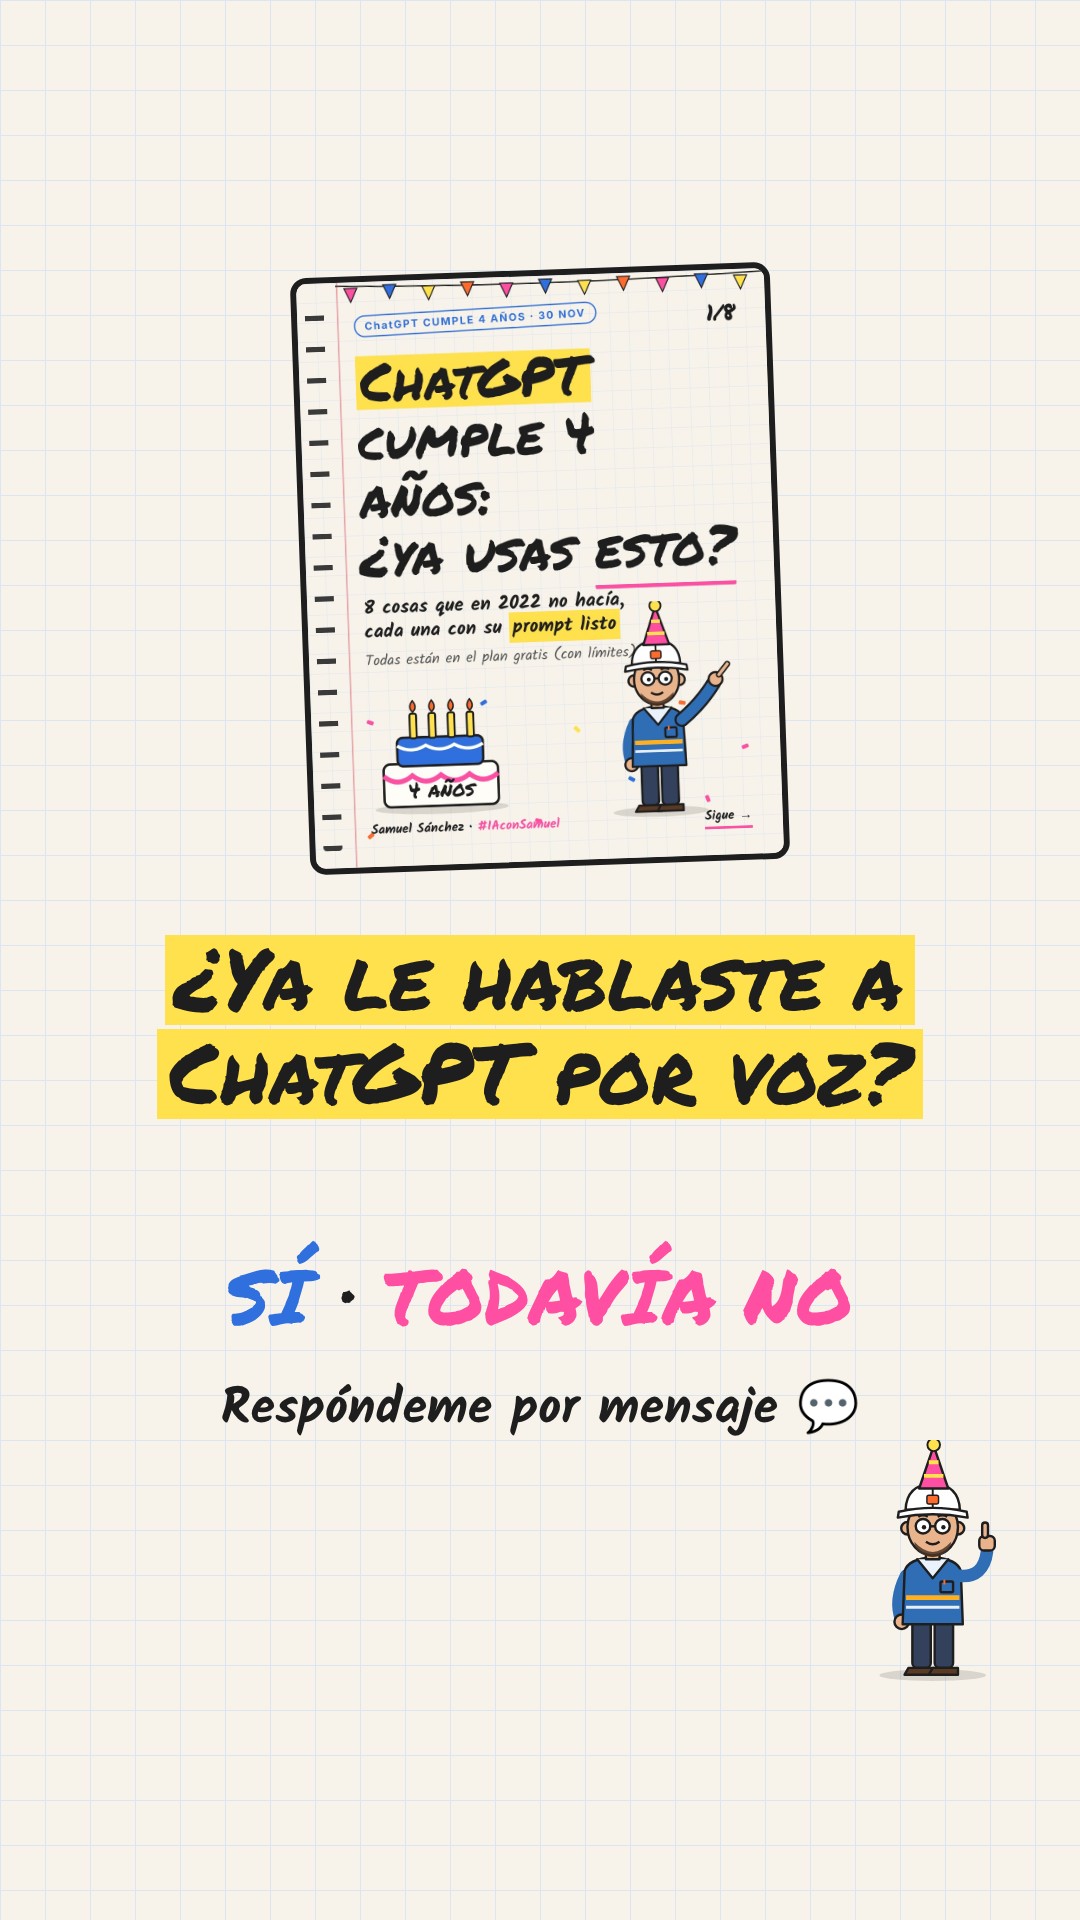 ChatGPT CUMPLE 4 AÑOS · 30 NOV
1/8
ChatGPT
cumple 4
años:
¿ya usas esto?
8 cosas que en 2022 no hacía,
cada una con su prompt listo
Todas están en el plan gratis (con límites)
4 años
Samuel Sánchez · #IAconSamuel
Sigue →
¿Ya le hablaste a
ChatGPT por voz?
SÍ · TODAVÍA NO
Respóndeme por mensaje 💬